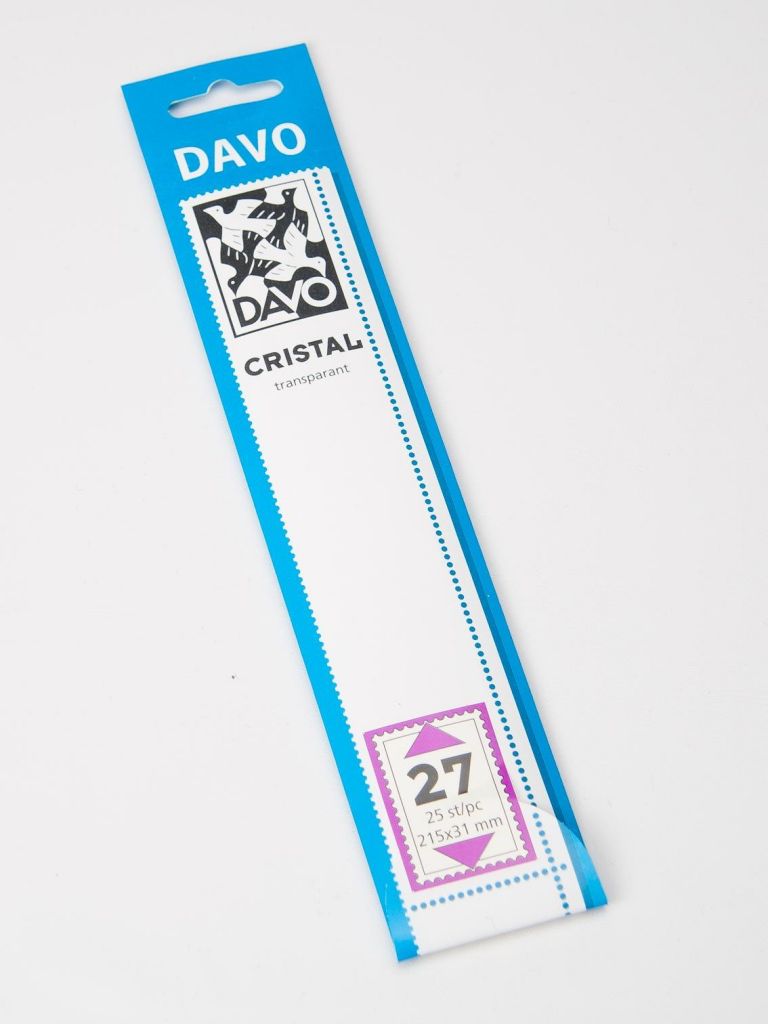 DAVO
DAVO
CRISTAL
transparant
27
25 st/pc
215x31 mm